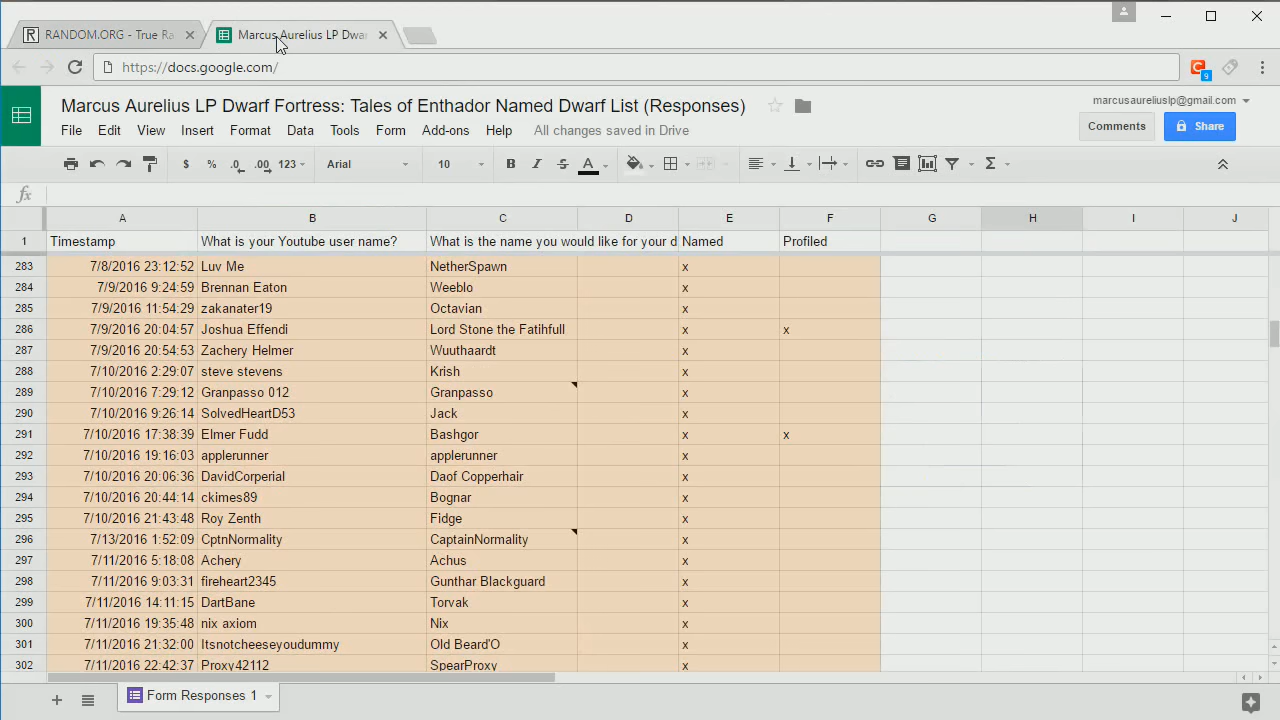 RANDOM.ORG - True Ra
Marcus Aurelius LP Dwar
https://docs.google.com/
9
Marcus Aurelius LP Dwarf Fortress: Tales of Enthador Named Dwarf List (Responses)
marcusaureliuslp@gmail.com
File Edit View Insert Format Data Tools Form Add-ons Help All changes saved in Drive
Comments Share
$ % .0 .00 123 Arial 10 B I S A Σ
fx
A B C D E F G H I J
1 Timestamp What is your Youtube user name? What is the name you would like for your d Named Profiled
283 7/8/2016 23:12:52 Luv Me NetherSpawn x
284 7/9/2016 9:24:59 Brennan Eaton Weeblo x
285 7/9/2016 11:54:29 zakanater19 Octavian x
286 7/9/2016 20:04:57 Joshua Effendi Lord Stone the Fatihfull x x
287 7/9/2016 20:54:53 Zachery Helmer Wuuthaardt x
288 7/10/2016 2:29:07 steve stevens Krish x
289 7/10/2016 7:29:12 Granpasso 012 Granpasso x
290 7/10/2016 9:26:14 SolvedHeartD53 Jack x
291 7/10/2016 17:38:39 Elmer Fudd Bashgor x x
292 7/10/2016 19:16:03 applerunner applerunner x
293 7/10/2016 20:06:36 DavidCorperial Daof Copperhair x
294 7/10/2016 20:44:14 ckimes89 Bognar x
295 7/10/2016 21:43:48 Roy Zenth Fidge x
296 7/13/2016 1:52:09 CptnNormality CaptainNormality x
297 7/11/2016 5:18:08 Achery Achus x
298 7/11/2016 9:03:31 fireheart2345 Gunthar Blackguard x
299 7/11/2016 14:11:15 DartBane Torvak x
300 7/11/2016 19:35:48 nix axiom Nix x
301 7/11/2016 21:32:00 Itsnotcheeseyoudummy Old Beard'O x
302 7/11/2016 22:42:37 Proxy42112 SpearProxy x
Form Responses 1